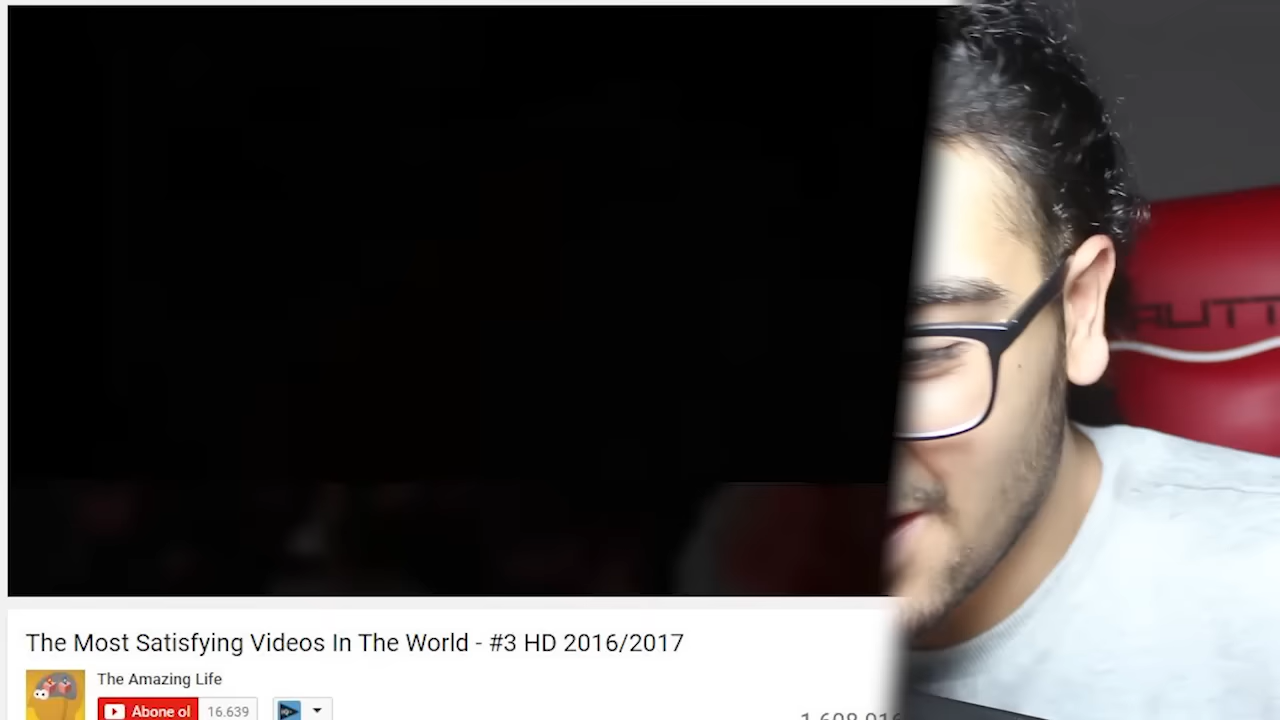 The Most Satisfying Videos In The World - #3 HD 2016/2017
The Amazing Life
Abone ol
16.639